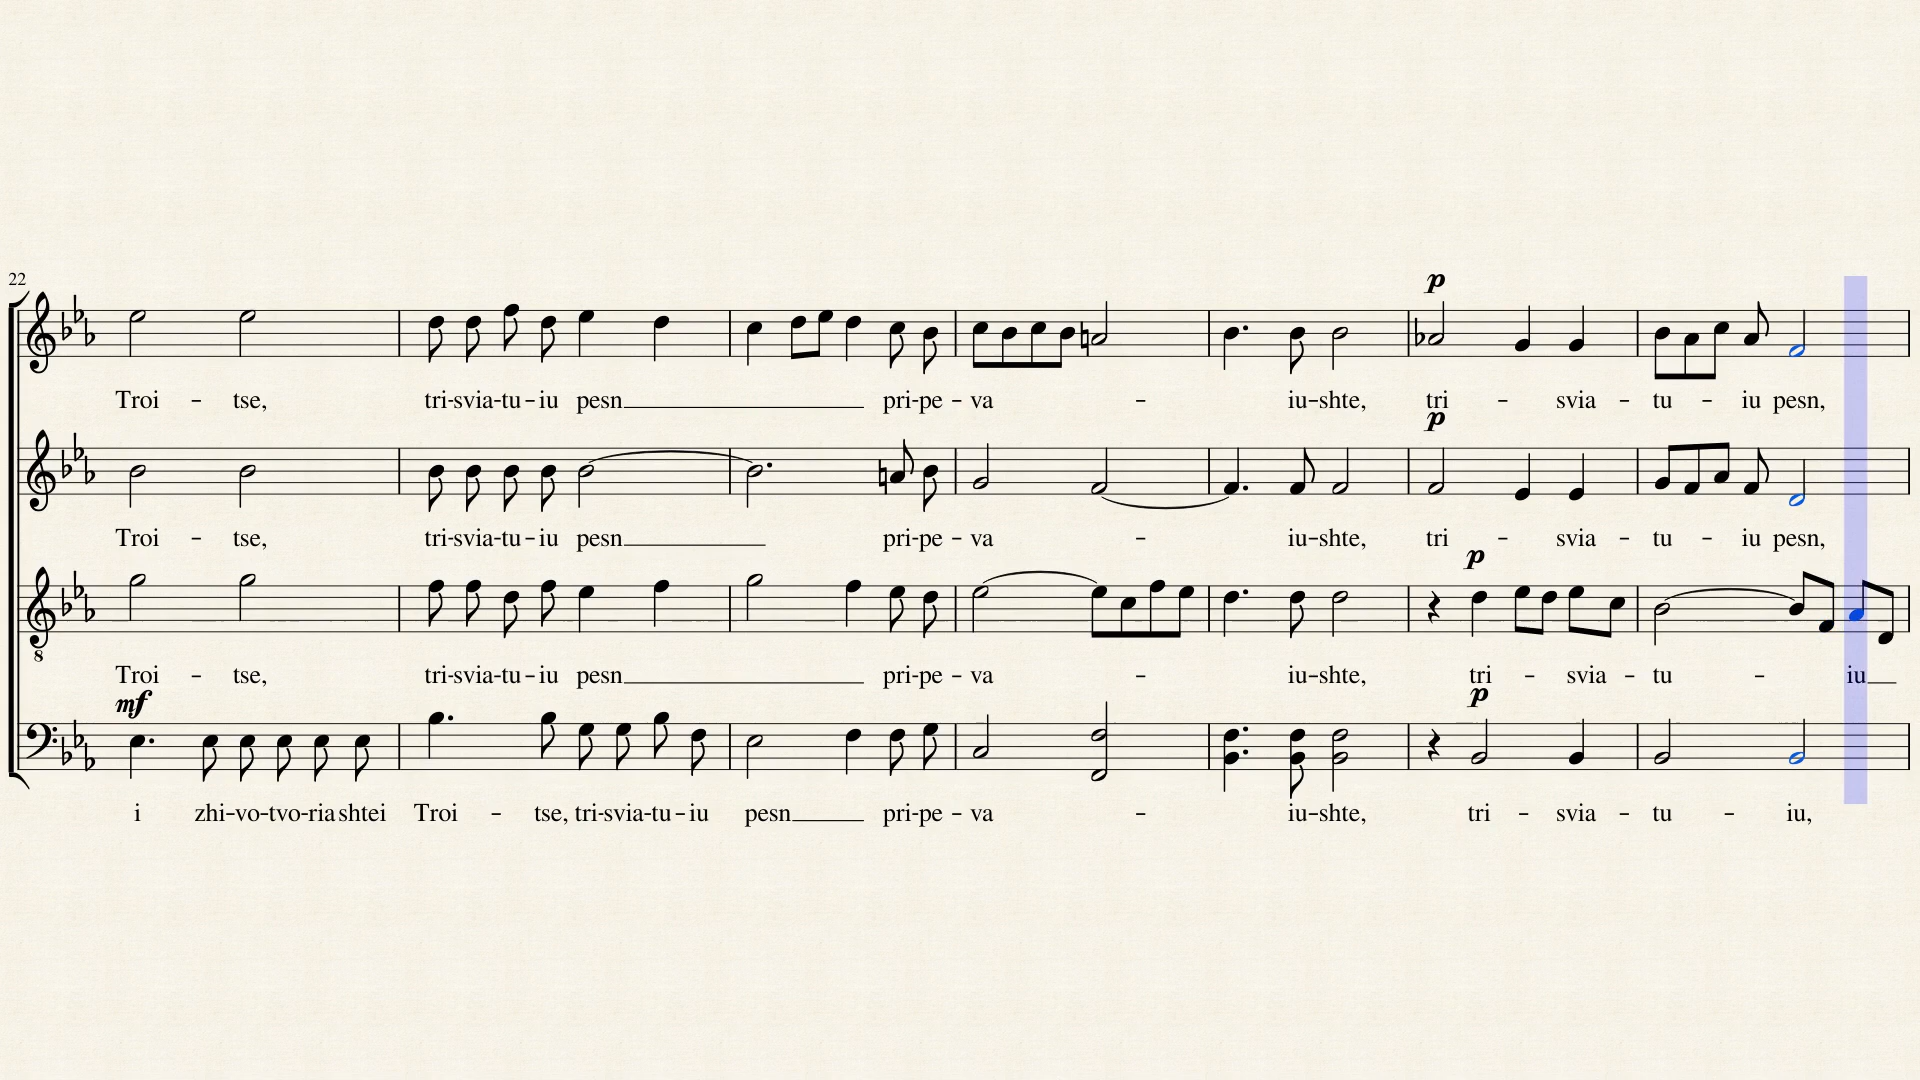 22
p
Troi - tse, tri-svia-tu-iu pesn pri-pe-va - iu-shte, tri - svia - tu - iu pesn,
p
Troi - tse, tri-svia-tu-iu pesn pri-pe-va - iu-shte, tri - svia - tu - iu pesn,
p
8
Troi - tse, tri-svia-tu-iu pesn pri-pe-va - iu-shte, tri - svia - tu - iu
mf p
i zhi-vo-tvo-riashtei Troi - tse, tri-svia-tu-iu pesn pri-pe-va - iu-shte, tri - svia - tu - iu,